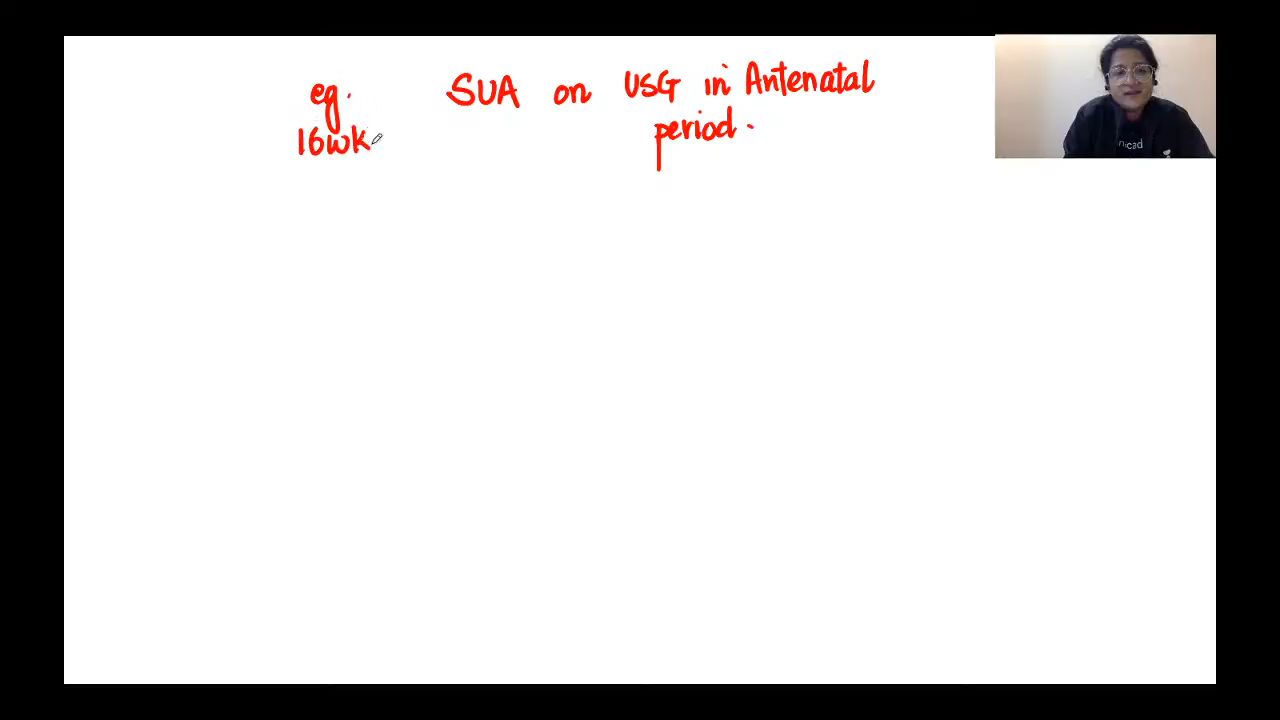 eg. SUA on USG in Antenatal
16wk period.